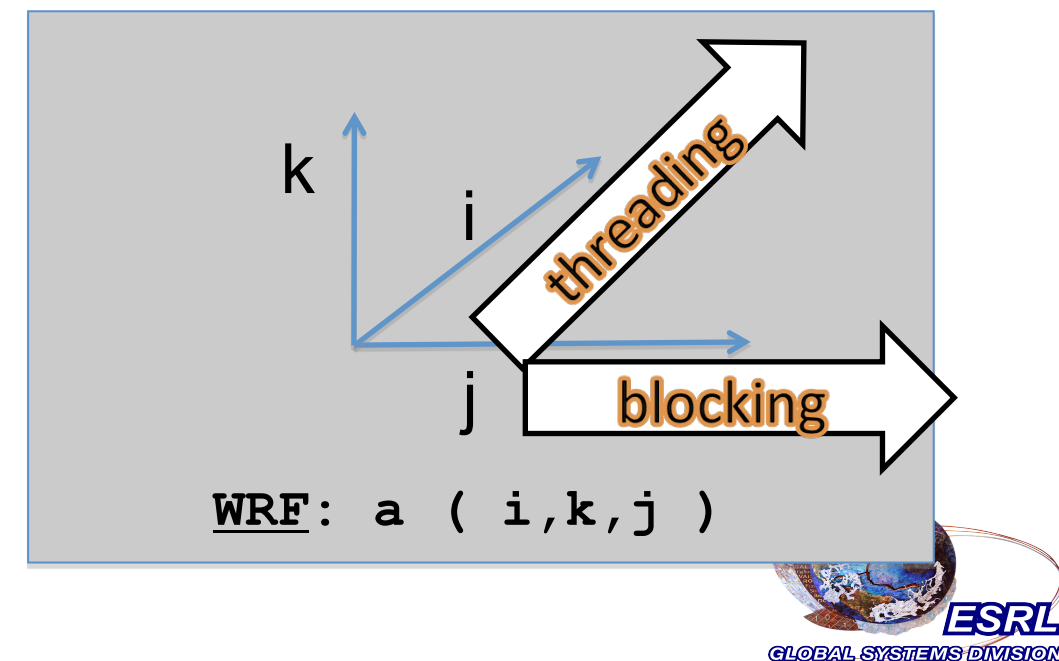 k
i
threading
j
blocking
WRF: a ( i,k,j )
ESRL
GLOBAL SYSTEMS DIVISION